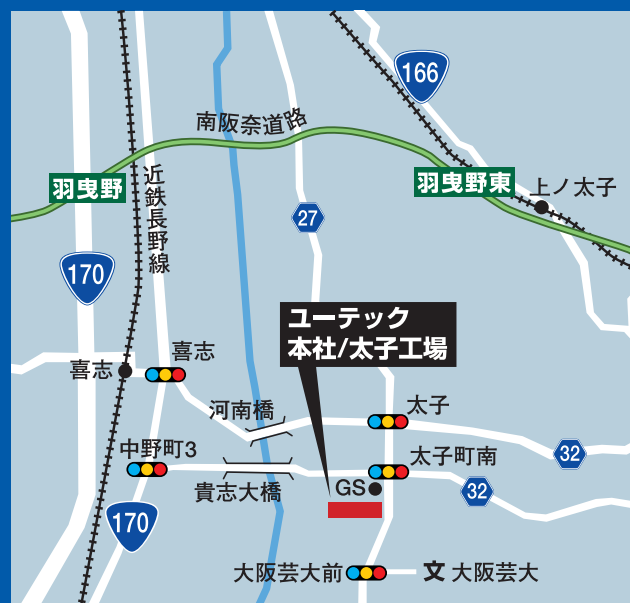 166
南阪奈道路
羽曳野
近鉄長野線
羽曳野東
上ノ太子
27
170
ユーテック
本社/太子工場
喜志
喜志
河南橋
太子
中野町3
太子町南
32
貴志大橋
GS
32
170
大阪芸大前
文 大阪芸大